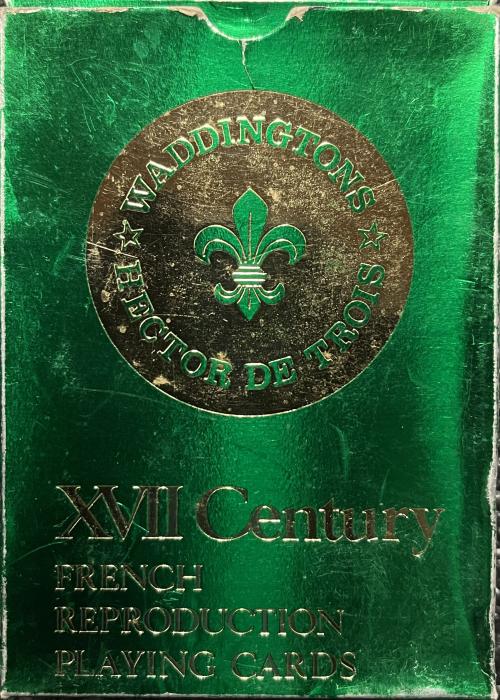 WADDINGTONS
HECTOR DE TROIS
XVII Century
FRENCH
REPRODUCTION
PLAYING CARDS